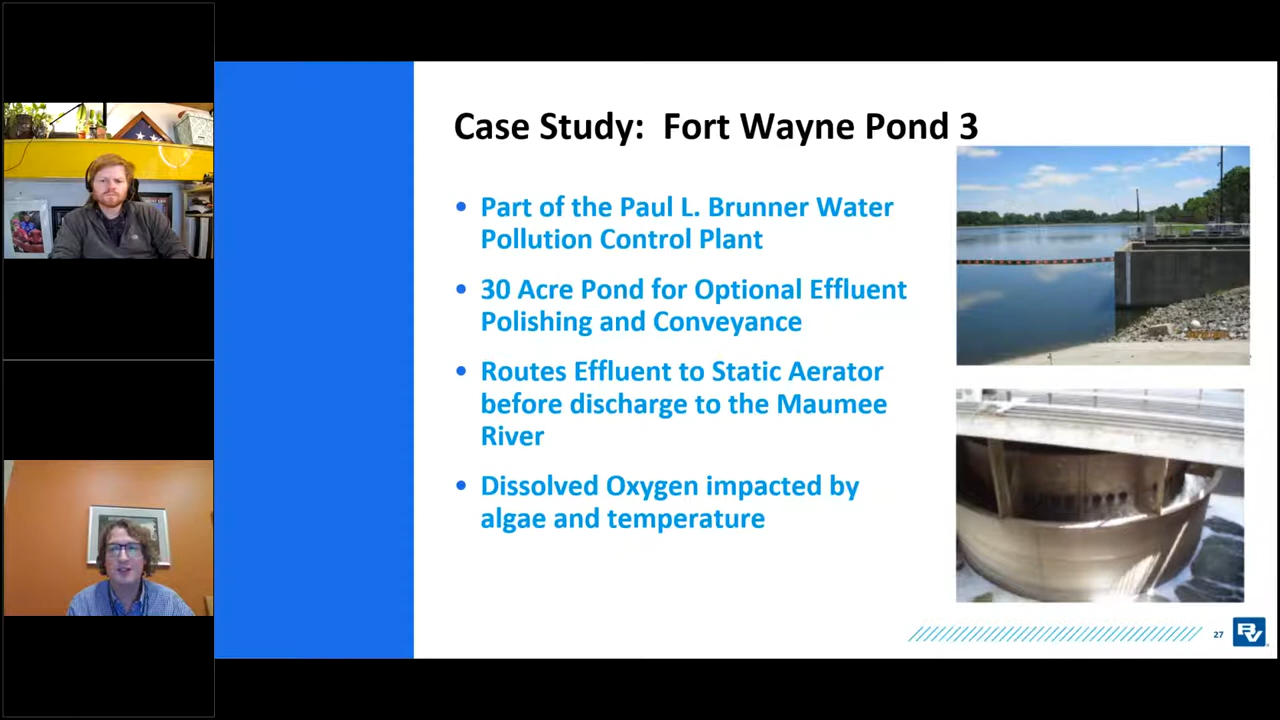 Case Study: Fort Wayne Pond 3
• Part of the Paul L. Brunner Water
Pollution Control Plant
• 30 Acre Pond for Optional Effluent
Polishing and Conveyance
• Routes Effluent to Static Aerator
before discharge to the Maumee
River
• Dissolved Oxygen impacted by
algae and temperature
27
BV